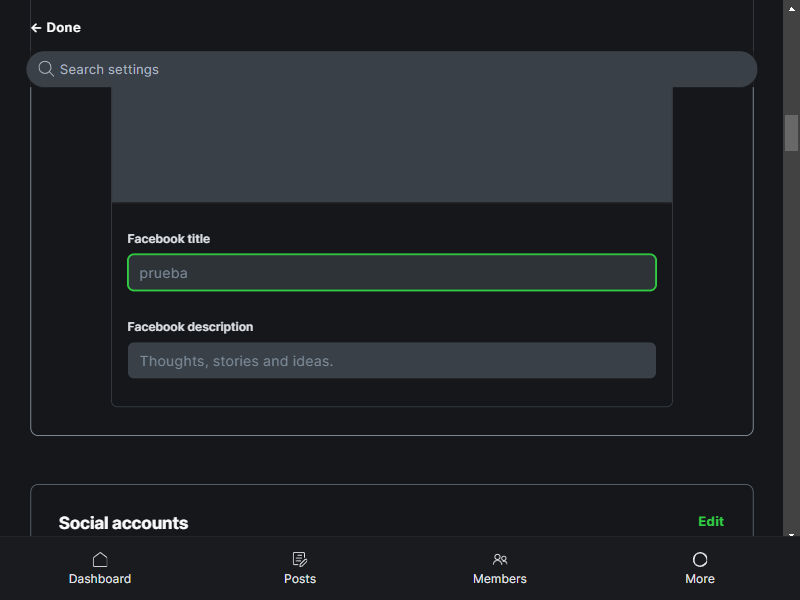 Done
Search settings
Facebook title
prueba
Facebook description
Thoughts, stories and ideas.
Social accounts
Edit
Dashboard
Posts
Members
More